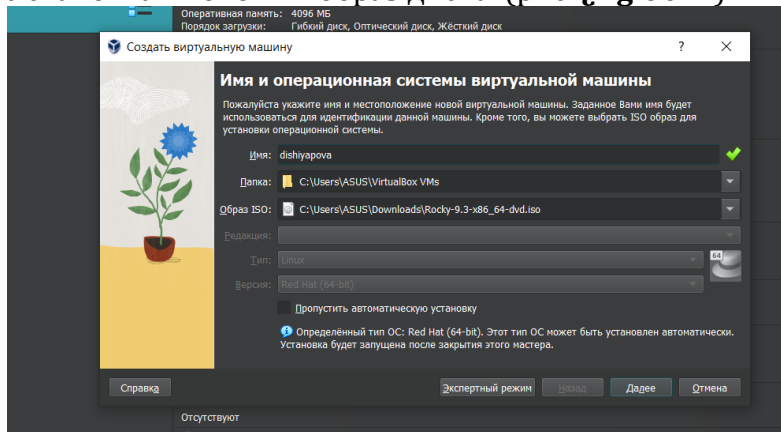 Оперативная память: 4096 МБ
Порядок загрузки: Гибкий диск, Оптический диск, Жёсткий диск
Создать виртуальную машину
?
Имя и операционная системы виртуальной машины
Пожалуйста укажите имя и местоположение новой виртуальной машины. Заданное Вами имя будет
использоваться для идентификации данной машины. Кроме того, вы можете выбрать ISO образ для
установки операционной системы.
Имя: dishiyapova
Папка: C:\Users\ASUS\VirtualBox VMs
Образ ISO: C:\Users\ASUS\Downloads\Rocky-9.3-x86_64-dvd.iso
Редакция:
Тип: Linux
64
Версия: Red Hat (64-bit)
Пропустить автоматическую установку
Определённый тип ОС: Red Hat (64-bit). Этот тип ОС может быть установлен автоматически.
Установка будет запущена после закрытия этого мастера.
Справка Экспертный режим Назад Далее Отмена
Отсутствуют